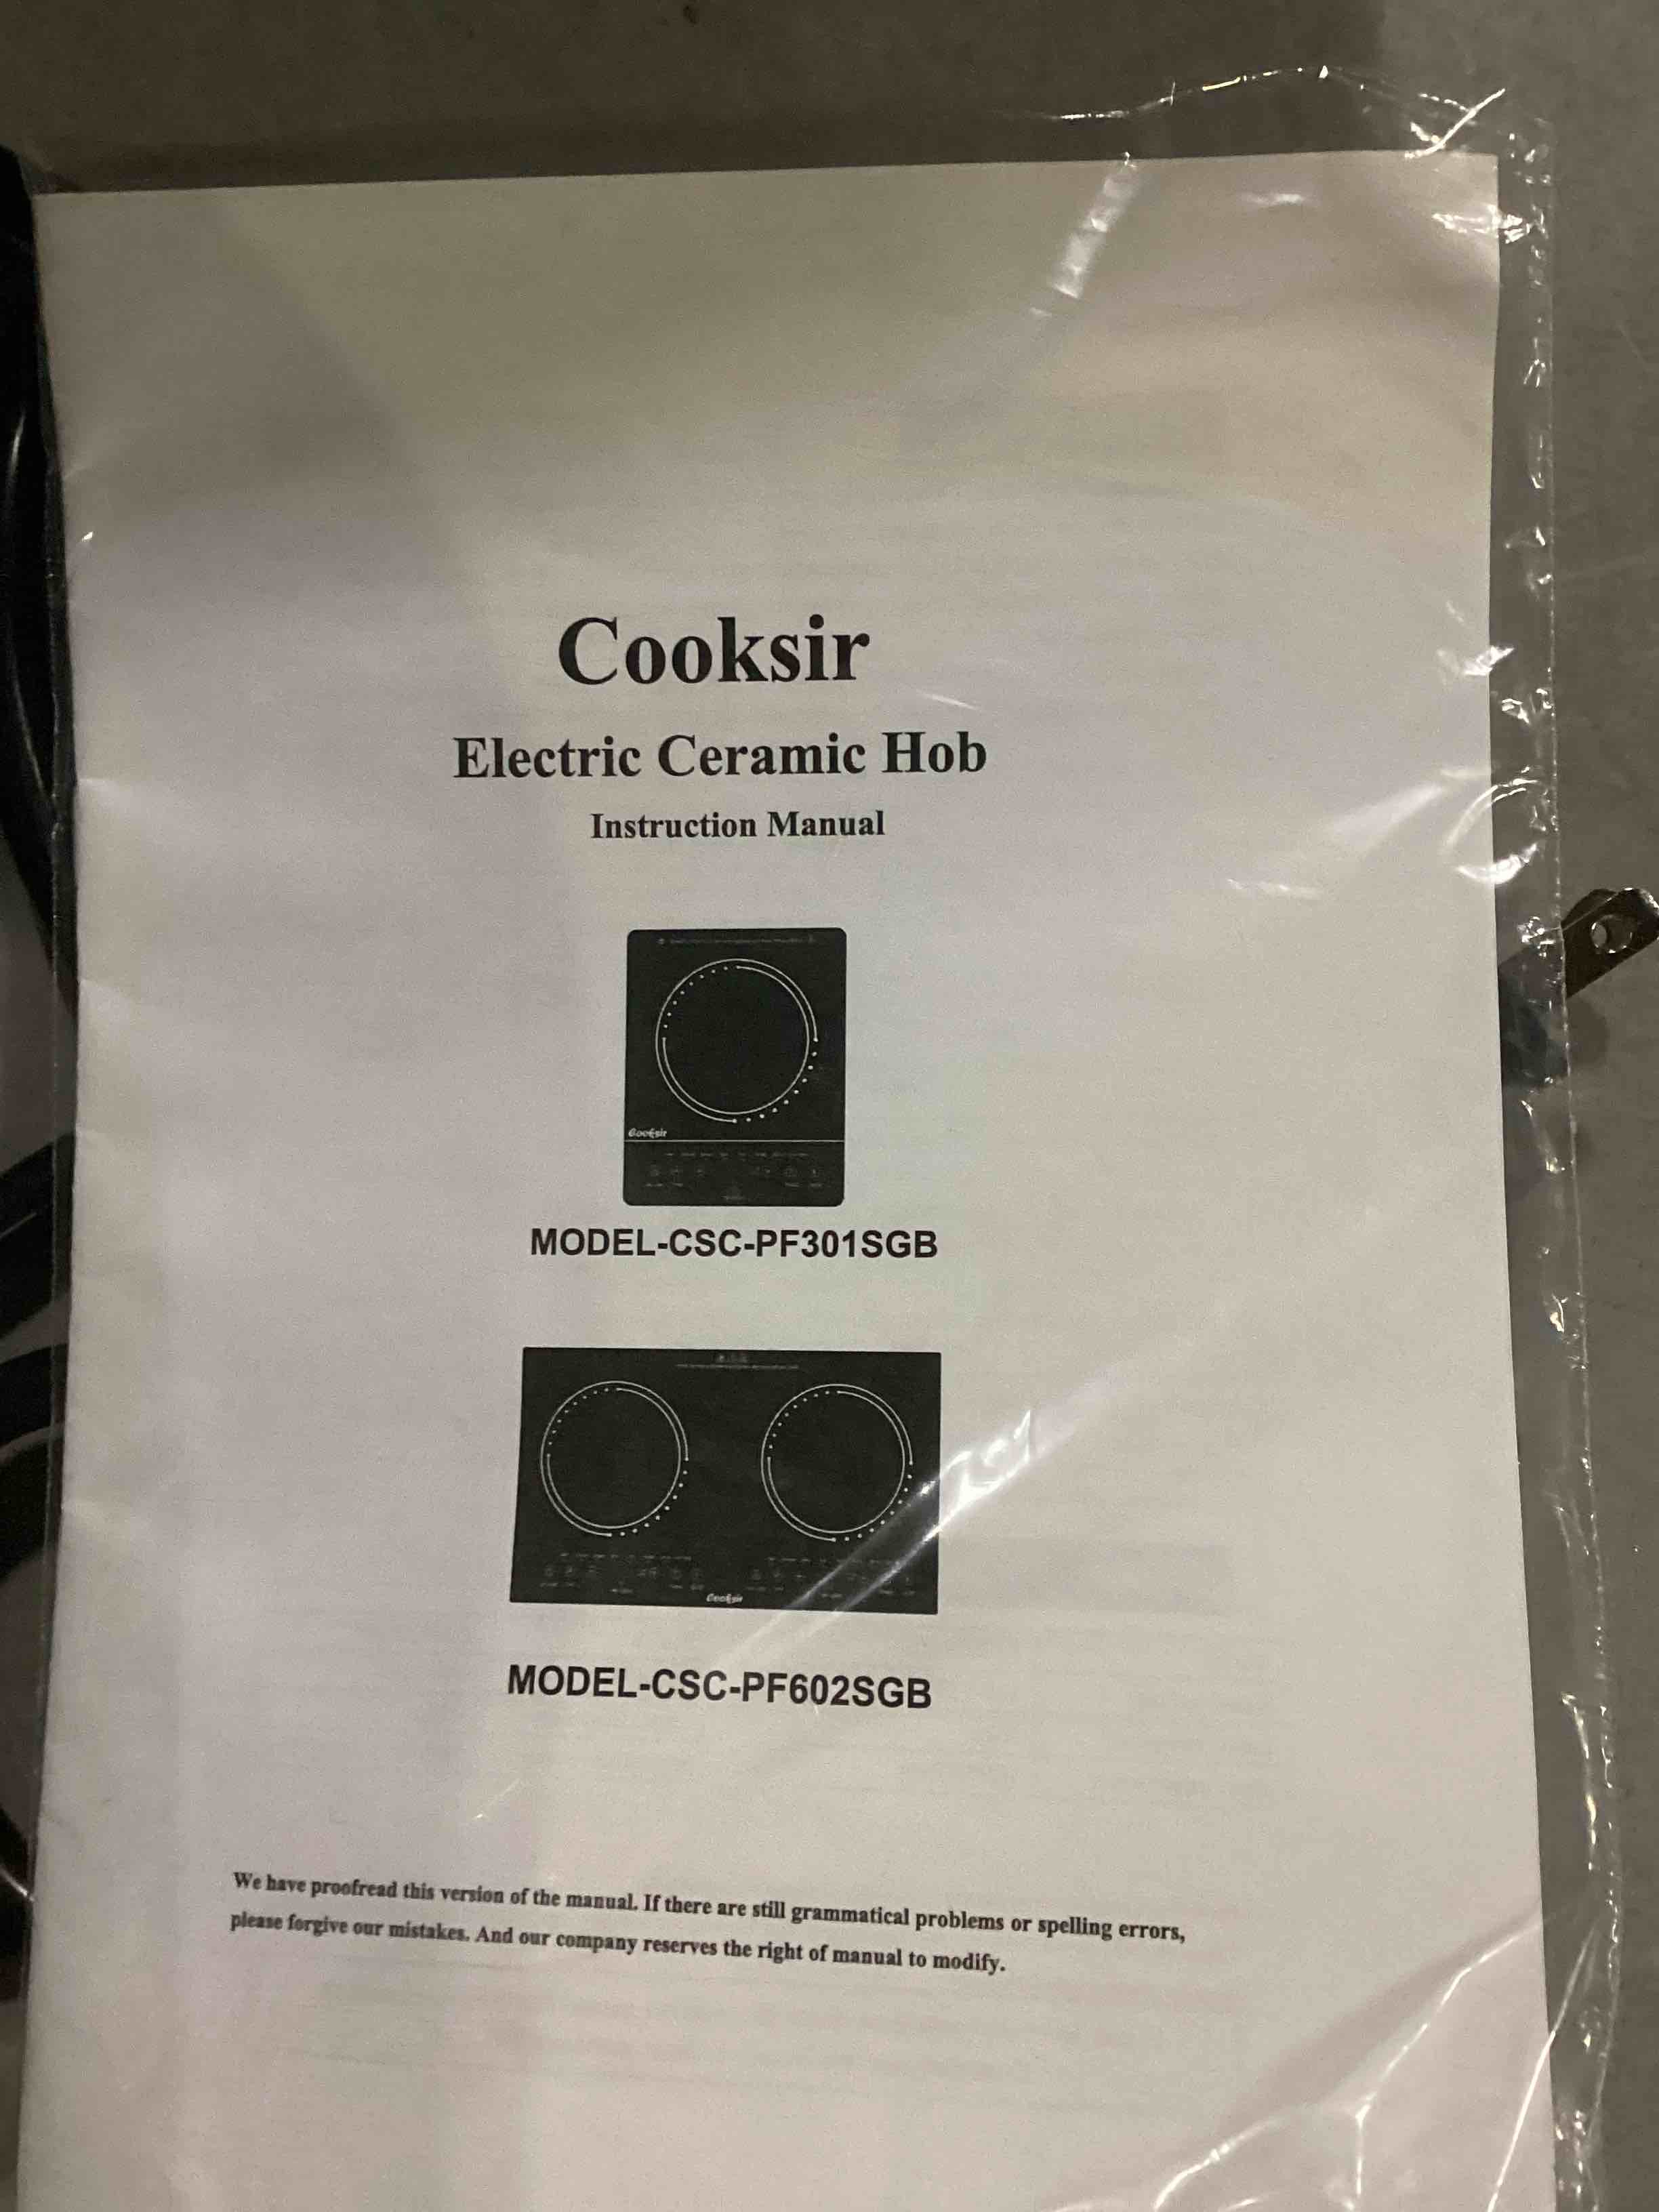 Cooksir
Electric Ceramic Hob
Instruction Manual
Cooksir
MODEL-CSC-PF301SGB
Cooksir
MODEL-CSC-PF602SGB
We have proofread this version of the manual. If there are still grammatical problems or spelling errors,
please forgive our mistakes. And our company reserves the right of manual to modify.